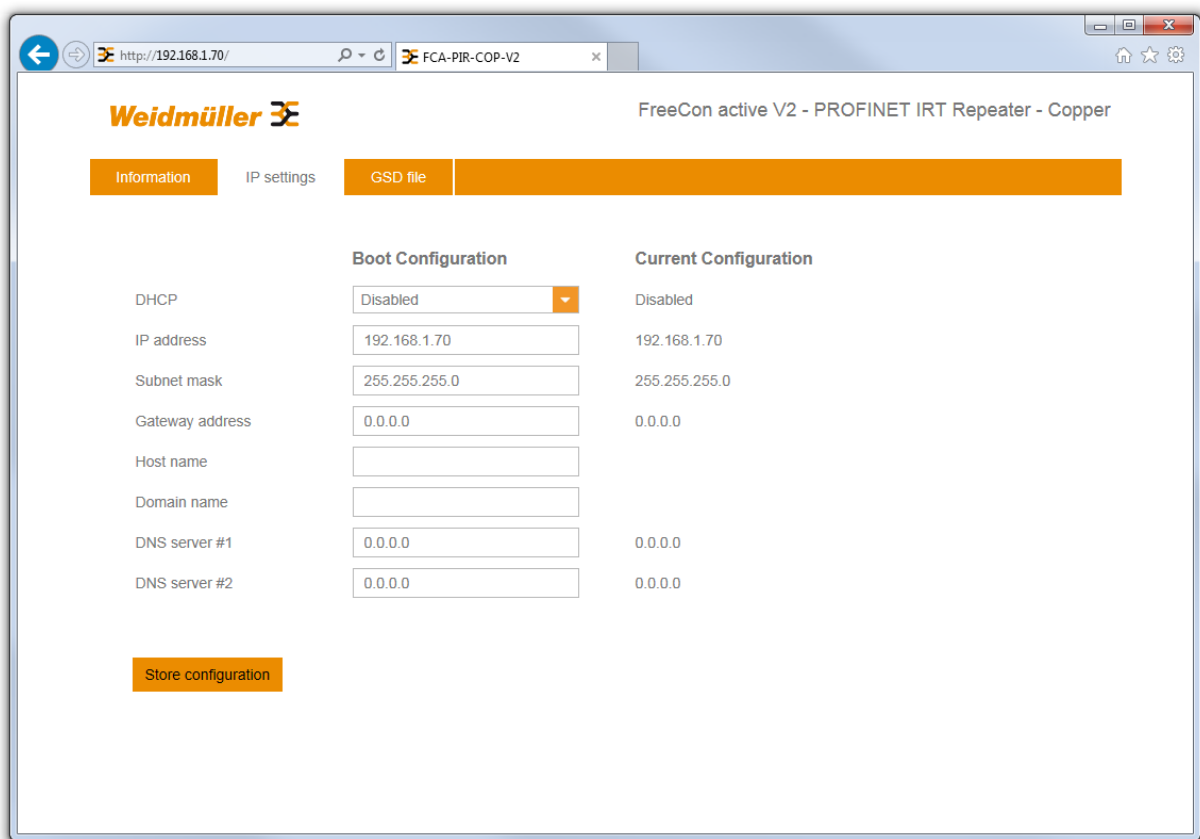 http://192.168.1.70/
FCA-PIR-COP-V2
Weidmüller
FreeCon active V2 - PROFINET IRT Repeater - Copper
Information IP settings GSD file
Boot Configuration Current Configuration
DHCP Disabled Disabled
IP address 192.168.1.70 192.168.1.70
Subnet mask 255.255.255.0 255.255.255.0
Gateway address 0.0.0.0 0.0.0.0
Host name
Domain name
DNS server #1 0.0.0.0 0.0.0.0
DNS server #2 0.0.0.0 0.0.0.0
Store configuration